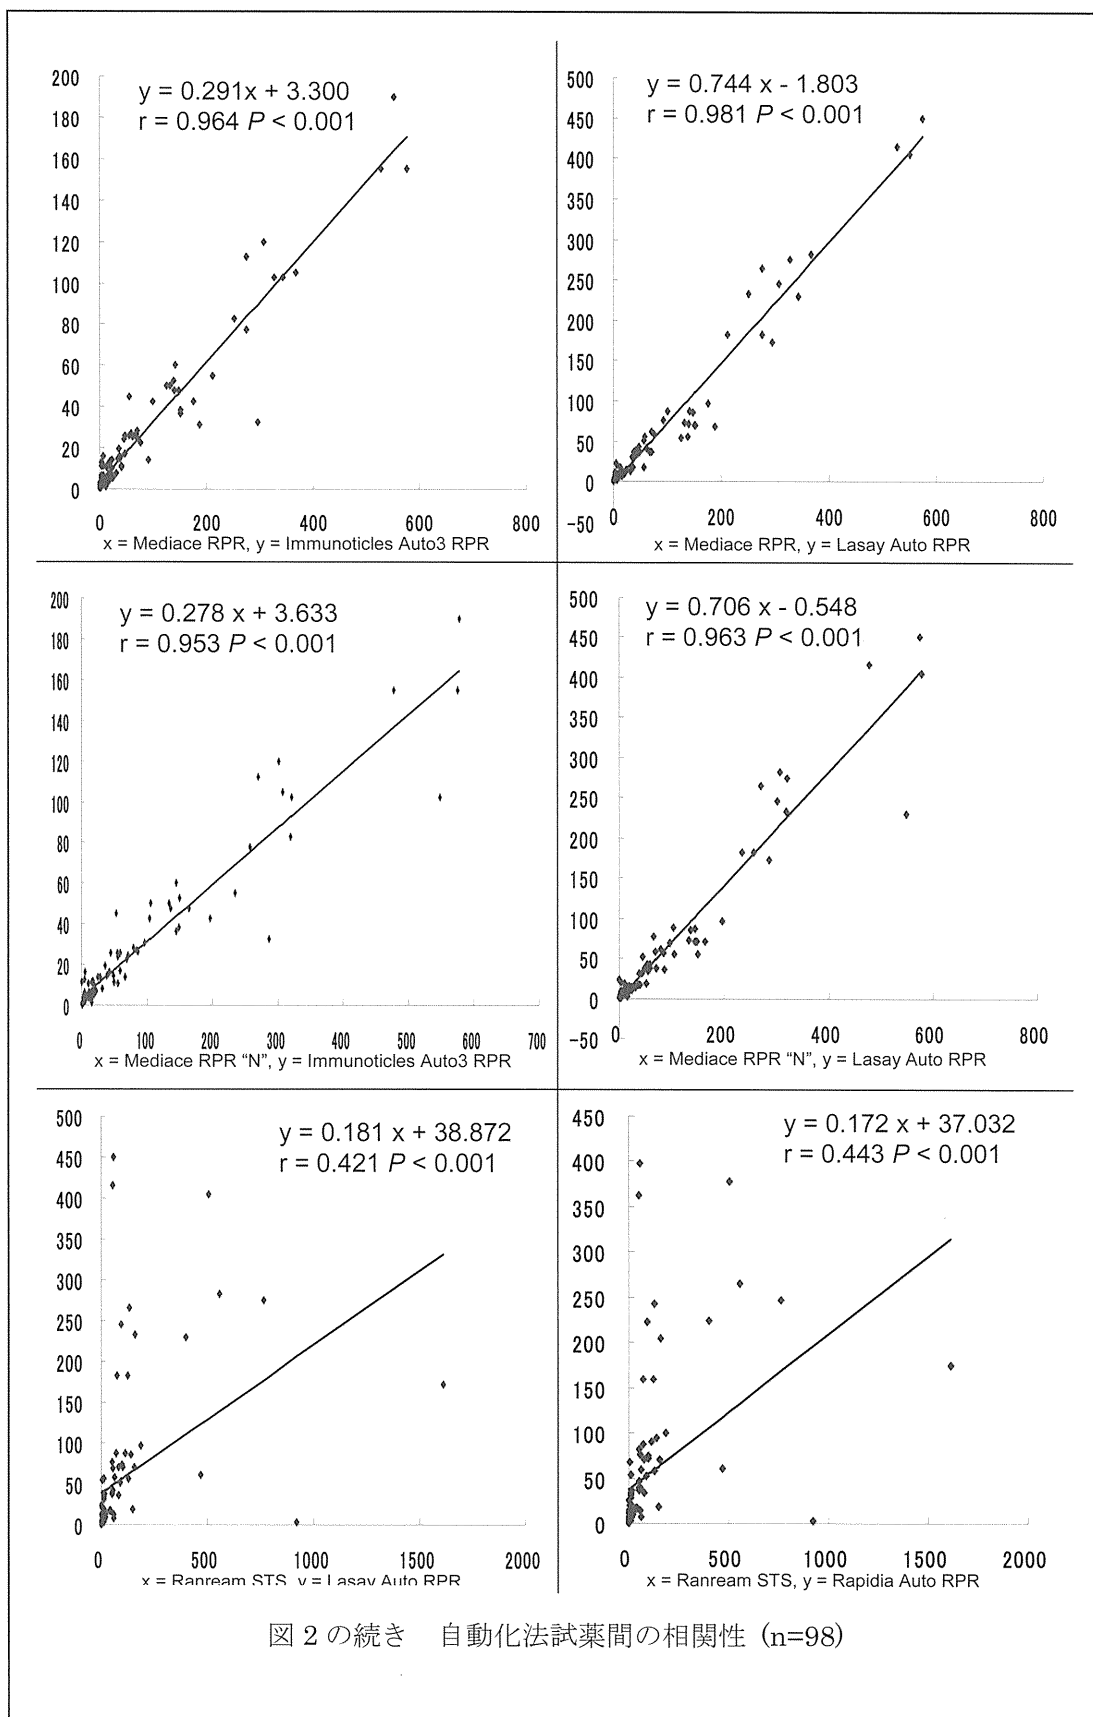 y = 0.291x + 3.300
r = 0.964 P < 0.001
200
180
160
140
120
100
80
60
40
20
0
0 200 400 600 800
x = Mediace RPR, y = Immunoticles Auto3 RPR
y = 0.744 x - 1.803
r = 0.981 P < 0.001
500
450
400
350
300
250
200
150
100
50
0
-50
0 200 400 600 800
x = Mediace RPR, y = Lasay Auto RPR
y = 0.278 x + 3.633
r = 0.953 P < 0.001
200
180
160
140
120
100
80
60
40
20
0
0 100 200 300 400 500 600 700
x = Mediace RPR “N”, y = Immunoticles Auto3 RPR
y = 0.706 x - 0.548
r = 0.963 P < 0.001
500
450
400
350
300
250
200
150
100
50
0
-50
0 200 400 600 800
x = Mediace RPR “N”, y = Lasay Auto RPR
y = 0.181 x + 38.872
r = 0.421 P < 0.001
500
450
400
350
300
250
200
150
100
50
0
0 500 1000 1500 2000
x = Ranream STS, y = Lasay Auto RPR
y = 0.172 x + 37.032
r = 0.443 P < 0.001
450
400
350
300
250
200
150
100
50
0
0 500 1000 1500 2000
x = Ranream STS, y = Rapidia Auto RPR
図 2 の続き　自動化法試薬間の相関性 (n=98)